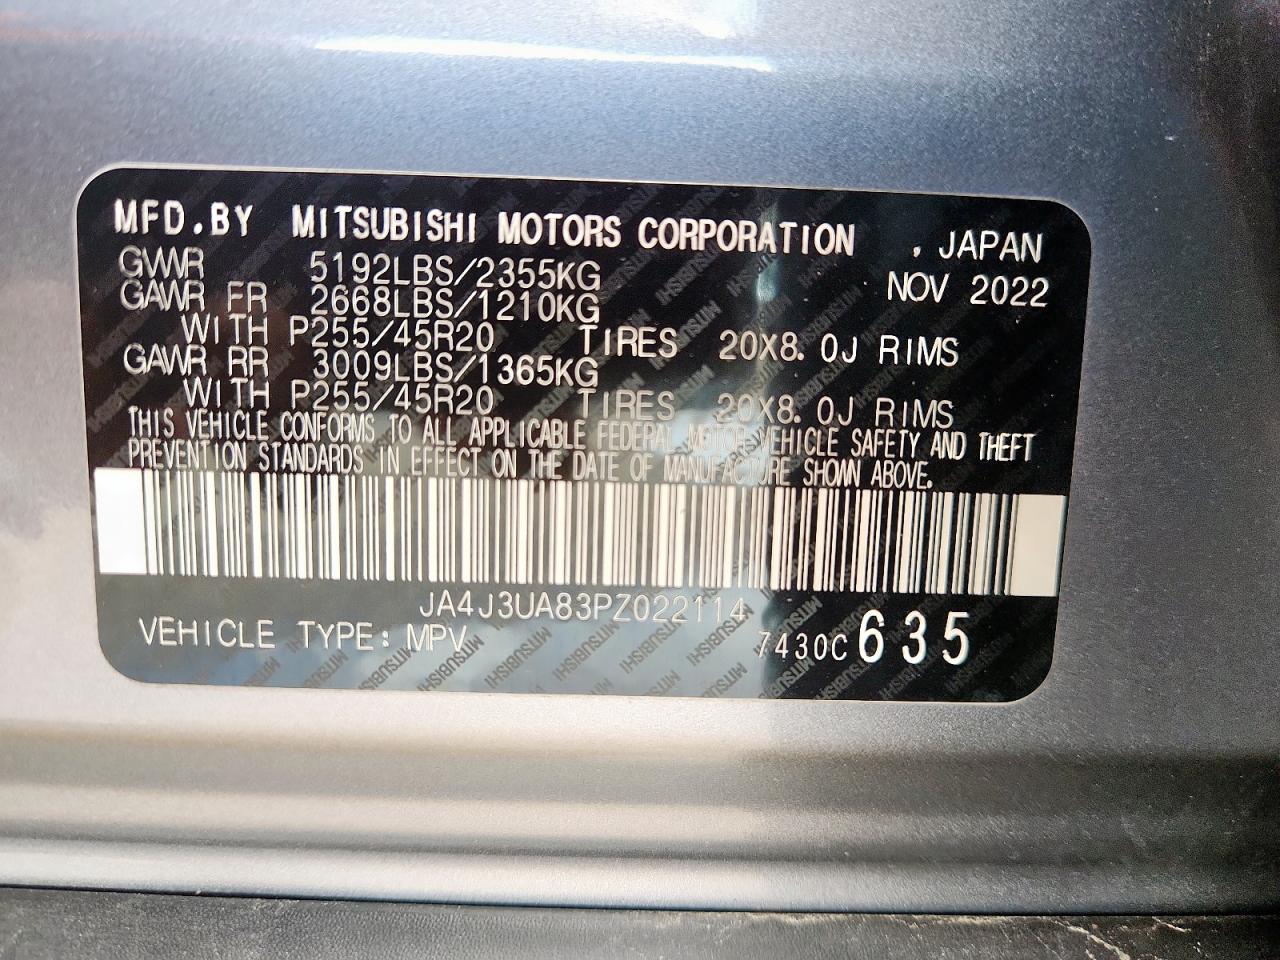 MFD.BY MITSUBISHI MOTORS CORPORATION , JAPAN
GVWR 5192LBS/2355KG NOV 2022
GAWR FR 2668LBS/1210KG
WITH P255/45R20 TIRES 20X8.0J RIMS
GAWR RR 3009LBS/1365KG
WITH P255/45R20 TIRES 20X8.0J RIMS
THIS VEHICLE CONFORMS TO ALL APPLICABLE FEDERAL MOTOR VEHICLE SAFETY AND THEFT
PREVENTION STANDARDS IN EFFECT ON THE DATE OF MANUFACTURE SHOWN ABOVE.
JA4J3UA83PZ022114
VEHICLE TYPE:MPV 7430C 635